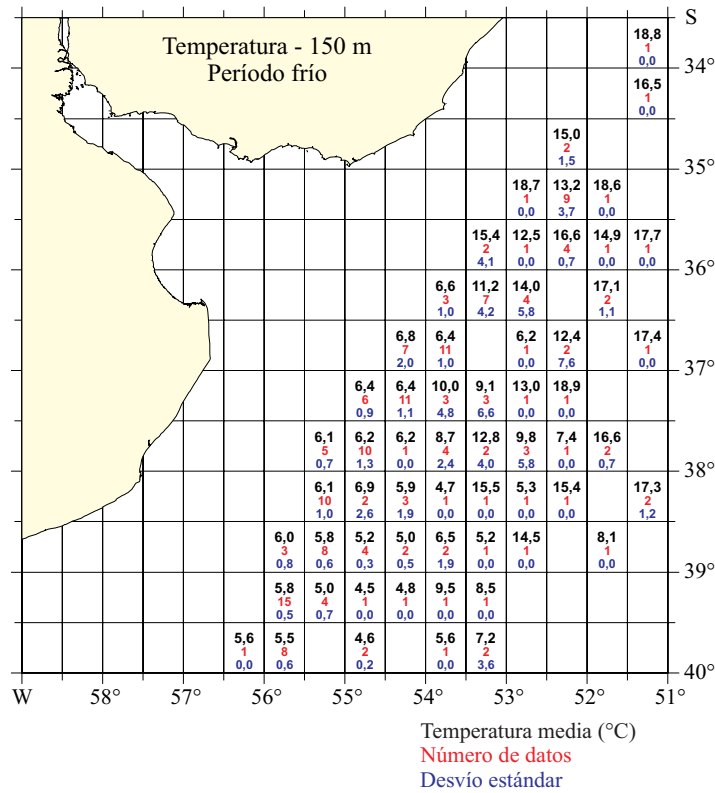 Temperatura - 150 m
Período frío
S
18,8
1
0,0
34°
16,5
1
0,0
15,0
2
1,5
35°
18,7 13,2 18,6
1 9 1
0,0 3,7 0,0
15,4 12,5 16,6 14,9 17,7
2 1 4 1 1
4,1 0,0 0,7 0,0 0,0
36°
6,6 11,2 14,0 17,1
3 7 4 2
1,0 4,2 5,8 1,1
6,8 6,4 6,2 12,4 17,4
7 11 1 2 1
2,0 1,0 0,0 7,6 0,0
37°
6,4 6,4 10,0 9,1 13,0 18,9
6 11 3 3 1 1
0,9 1,1 4,8 6,6 0,0 0,0
6,1 6,2 6,2 8,7 12,8 9,8 7,4 16,6
5 10 1 4 2 3 1 2
0,7 1,3 0,0 2,4 4,0 5,8 0,0 0,7
38°
6,1 6,9 5,9 4,7 15,5 5,3 15,4 17,3
10 2 3 1 1 1 1 2
1,0 2,6 1,9 0,0 0,0 0,0 0,0 1,2
6,0 5,8 5,2 5,0 6,5 5,2 14,5 8,1
3 8 4 2 2 1 1 1
0,8 0,6 0,3 0,5 1,9 0,0 0,0 0,0
39°
5,8 5,0 4,5 4,8 9,5 8,5
15 4 1 1 1 1
0,5 0,7 0,0 0,0 0,0 0,0
5,6 5,5 4,6 5,6 7,2
1 8 2 1 2
0,0 0,6 0,2 0,0 3,6
40°
W 58° 57° 56° 55° 54° 53° 52° 51°
Temperatura media (°C)
Número de datos
Desvío estándar